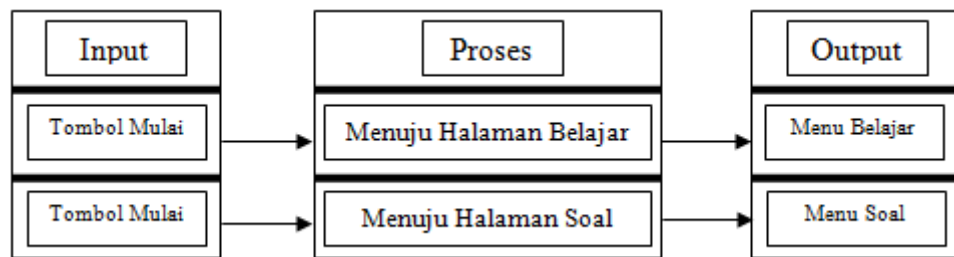 Input
Proses
Output
Tombol Mulai
Menuju Halaman Belajar
Menu Belajar
Tombol Mulai
Menuju Halaman Soal
Menu Soal